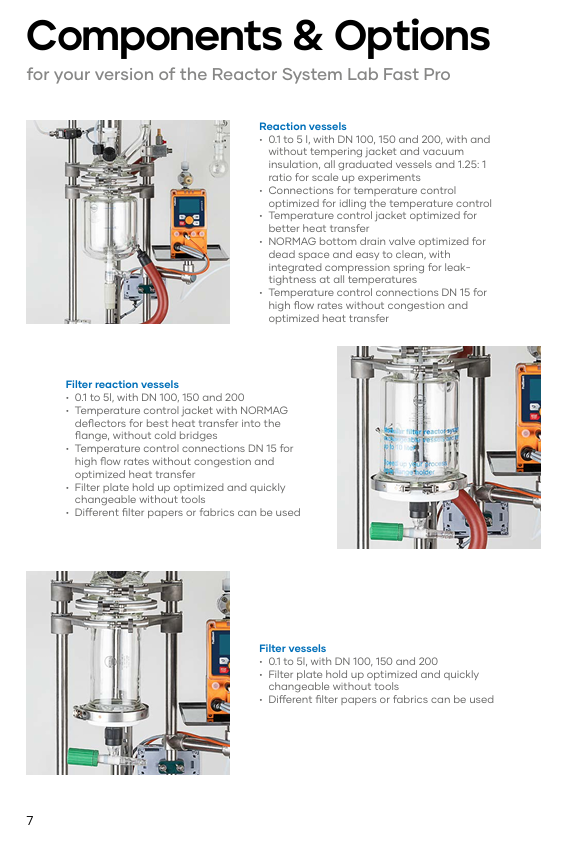 Components & Options
for your version of the Reactor System Lab Fast Pro
Reaction vessels
• 0.1 to 5 l, with DN 100, 150 and 200, with and
without tempering jacket and vacuum
insulation, all graduated vessels and 1.25: 1
ratio for scale up experiments
• Connections for temperature control
optimized for idling the temperature control
• Temperature control jacket optimized for
better heat transfer
• NORMAG bottom drain valve optimized for
dead space and easy to clean, with
integrated compression spring for leak-
tightness at all temperatures
• Temperature control connections DN 15 for
high flow rates without congestion and
optimized heat transfer
Filter reaction vessels
• 0.1 to 5l, with DN 100, 150 and 200
• Temperature control jacket with NORMAG
deflectors for best heat transfer into the
flange, without cold bridges
• Temperature control connections DN 15 for
high flow rates without congestion and
optimized heat transfer
• Filter plate hold up optimized and quickly
changeable without tools
• Different filter papers or fabrics can be used
filter reactor
Filter vessels
• 0.1 to 5l, with DN 100, 150 and 200
• Filter plate hold up optimized and quickly
changeable without tools
• Different filter papers or fabrics can be used
7